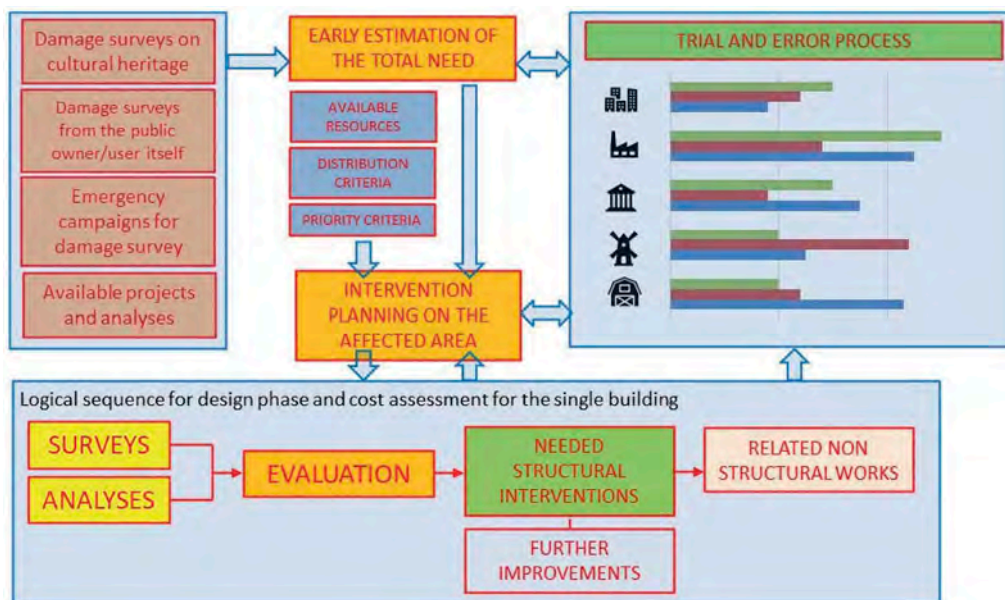 Damage surveys on
cultural heritage
Damage surveys
from the public
owner/user itself
Emergency
campaigns for
damage survey
Available projects
and analyses
EARLY ESTIMATION OF
THE TOTAL NEED
AVAILABLE
RESOURCES
DISTRIBUTION
CRITERIA
PRIORITY CRITERIA
INTERVENTION
PLANNING ON THE
AFFECTED AREA
TRIAL AND ERROR PROCESS
Logical sequence for design phase and cost assessment for the single building
SURVEYS
ANALYSES
EVALUATION
NEEDED
STRUCTURAL
INTERVENTIONS
FURTHER
IMPROVEMENTS
RELATED NON
STRUCTURAL WORKS